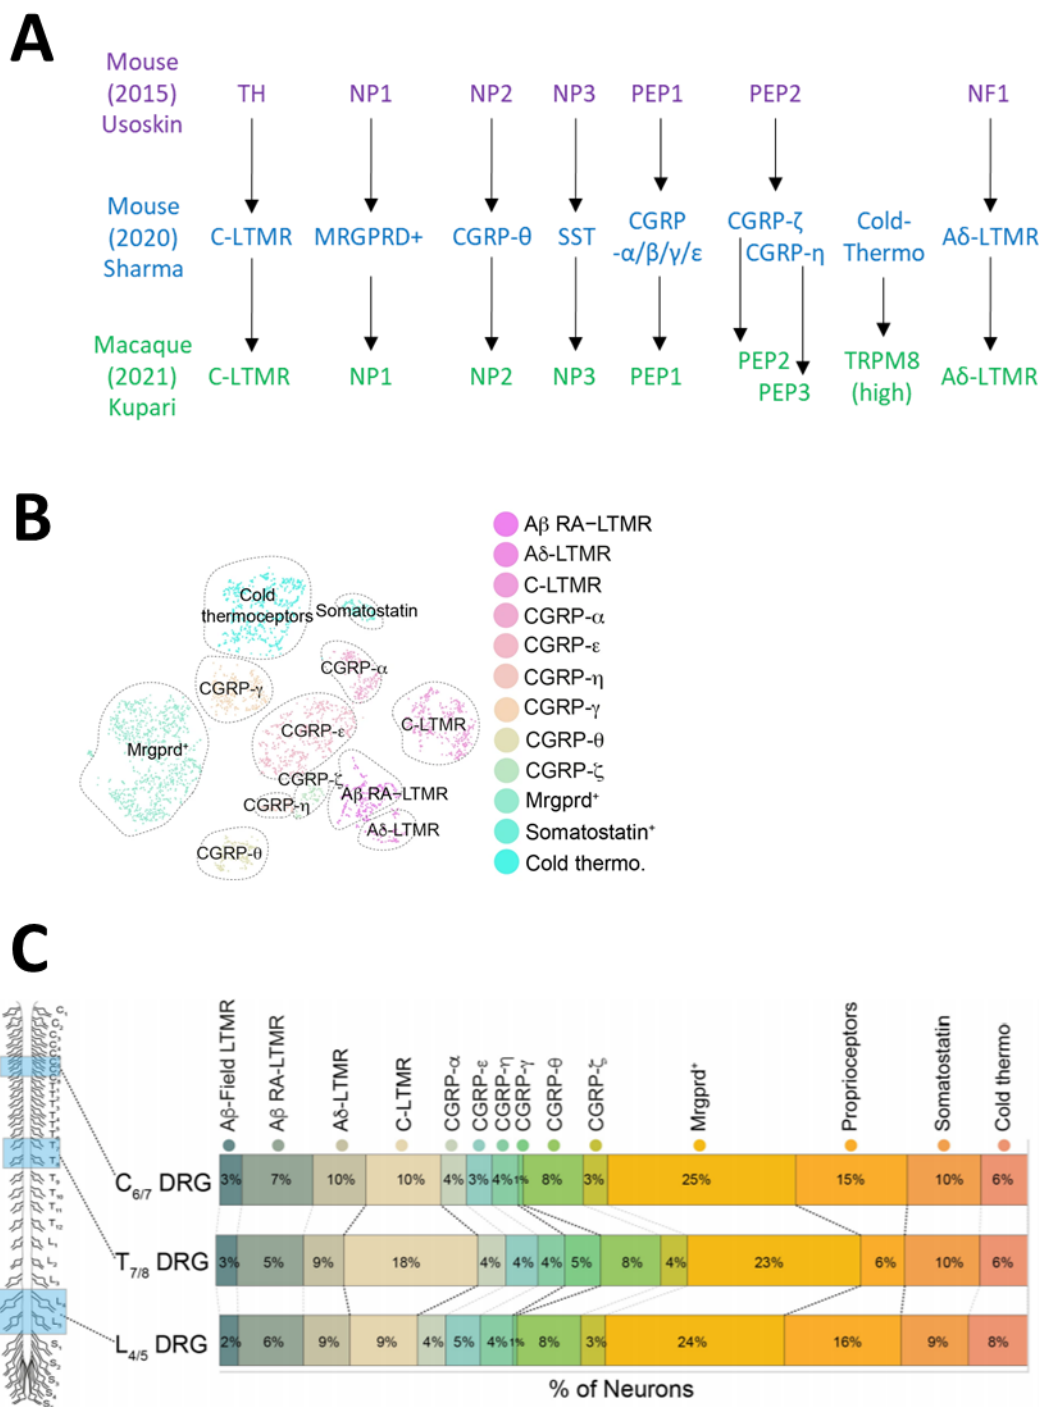 A
Mouse
(2015)
Usoskin
TH NP1 NP2 NP3 PEP1 PEP2 NF1
Mouse
(2020)
Sharma
C-LTMR MRGPRD+ CGRP-θ SST
CGRP
-α/β/γ/ε
CGRP-ζ
CGRP-η
Cold-
Thermo
Aδ-LTMR
Macaque
(2021)
Kupari
C-LTMR NP1 NP2 NP3 PEP1
PEP2
PEP3
TRPM8
(high)
Aδ-LTMR
B
Cold
thermoceptors
Somatostatin
CGRP-α
CGRP-γ
C-LTMR
CGRP-ε
Mrgprd⁺
CGRP-ζ
Aβ RA−LTMR
CGRP-η
Aδ-LTMR
CGRP-θ
Aβ RA−LTMR
Aδ-LTMR
C-LTMR
CGRP-α
CGRP-ε
CGRP-η
CGRP-γ
CGRP-θ
CGRP-ζ
Mrgprd⁺
Somatostatin⁺
Cold thermo.
C
Aβ-Field LTMR
Aβ RA-LTMR
Aδ-LTMR
C-LTMR
CGRP-α
CGRP-ε
CGRP-η
CGRP-γ
CGRP-θ
CGRP-ζ
Mrgprd⁺
Proprioceptors
Somatostatin
Cold thermo
C₆/₇ DRG 3% 7% 10% 10% 4% 3% 4% 1% 8% 3% 25% 15% 10% 6%
T₇/₈ DRG 3% 5% 9% 18% 4% 4% 4% 5% 8% 4% 23% 6% 10% 6%
L₄/₅ DRG 2% 6% 9% 9% 4% 5% 4% 1% 8% 3% 24% 16% 9% 8%
% of Neurons